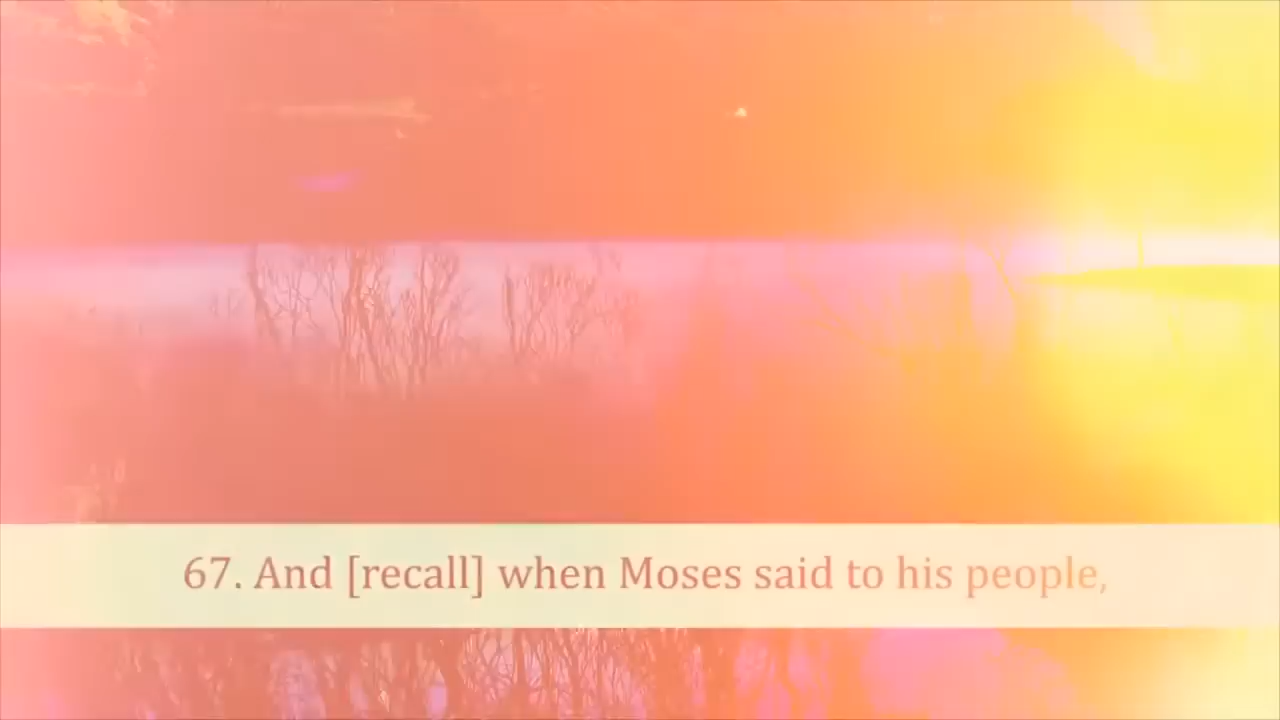 67. And [recall] when Moses said to his people,